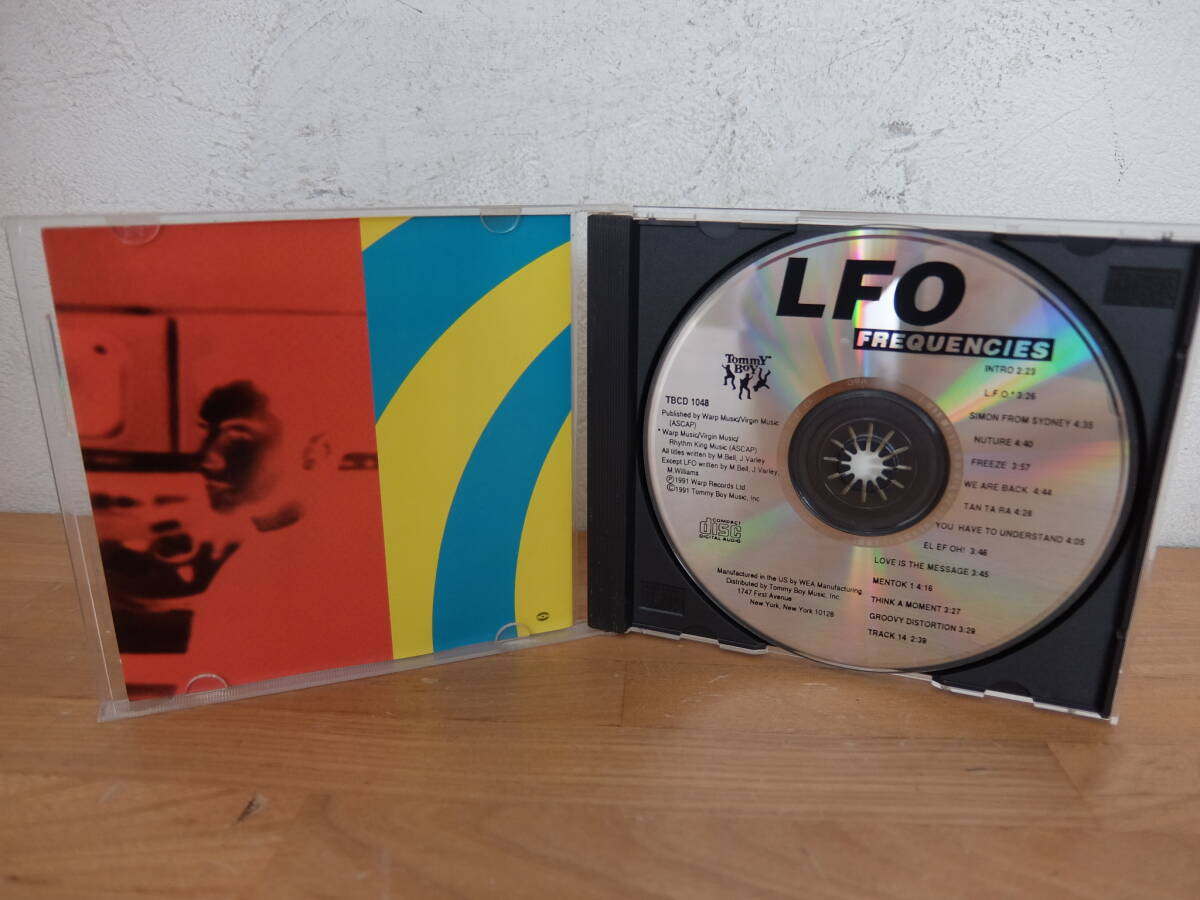 LFO
FREQUENCIES
TOMMY
BOY
TBCD 1048
Published by Warp Music/Virgin Music
(ASCAP)
* Warp Music/Virgin Music/
Rhythm King Music (ASCAP)
All titles written by M.Bell, J.Varley
Except LFO written by M.Bell, J.Varley,
M.Williams
Ⓟ1991 Warp Records Ltd
©1991 Tommy Boy Music, Inc
COMPACT
disc
DIGITAL AUDIO
Manufactured in the US by WEA Manufacturing.
Distributed by Tommy Boy Music, Inc
1747 First Avenue
New York, New York 10128
INTRO 2:23
L.F.O.* 3:26
SIMON FROM SYDNEY 4:35
NUTURE 4:40
FREEZE 3:57
WE ARE BACK 4:44
TAN TA RA 4:28
YOU HAVE TO UNDERSTAND 4:05
EL EF OH! 3:46
LOVE IS THE MESSAGE 3:45
MENTOK 1 4:16
THINK A MOMENT 3:27
GROOVY DISTORTION 3:29
TRACK 14 2:39